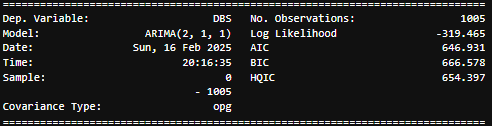 ==============================================================================
Dep. Variable:                    DBS   No. Observations:                 1005
Model:                 ARIMA(2, 1, 1)   Log Likelihood                -319.465
Date:                Sun, 16 Feb 2025   AIC                            646.931
Time:                        20:16:35   BIC                            666.578
Sample:                             0   HQIC                           654.397
                               - 1005
Covariance Type:                  opg
==============================================================================